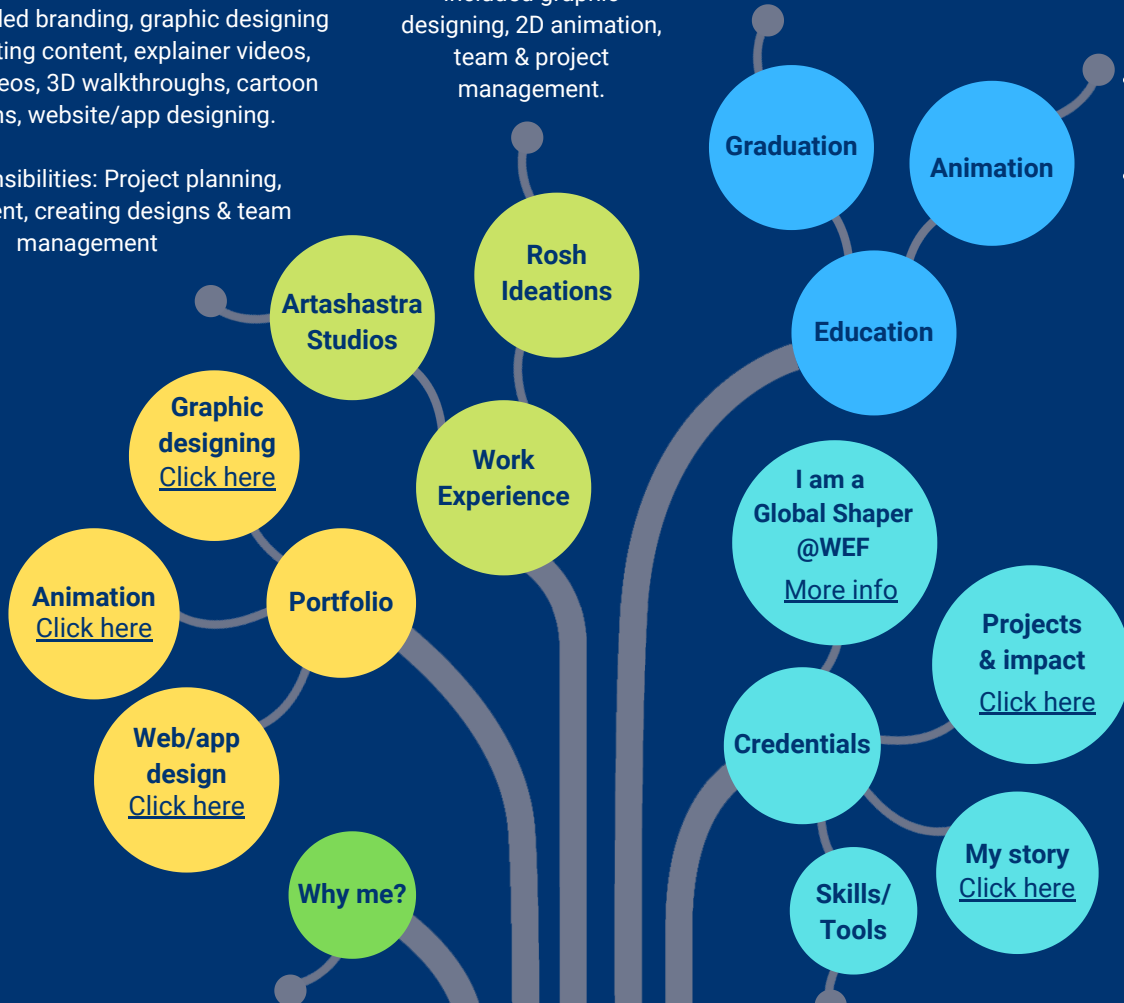 led branding, graphic designing
ting content, explainer videos,
eos, 3D walkthroughs, cartoon
ns, website/app designing.
nsibilities: Project planning,
ent, creating designs & team
management
designing, 2D animation,
team & project
management.
Graduation
Animation
Education
Rosh
Ideations
Artashastra
Studios
Work
Experience
Graphic
designing
Click here
Animation
Click here
Portfolio
Web/app
design
Click here
Why me?
I am a
Global Shaper
@WEF
More info
Projects
& impact
Click here
Credentials
My story
Click here
Skills/
Tools